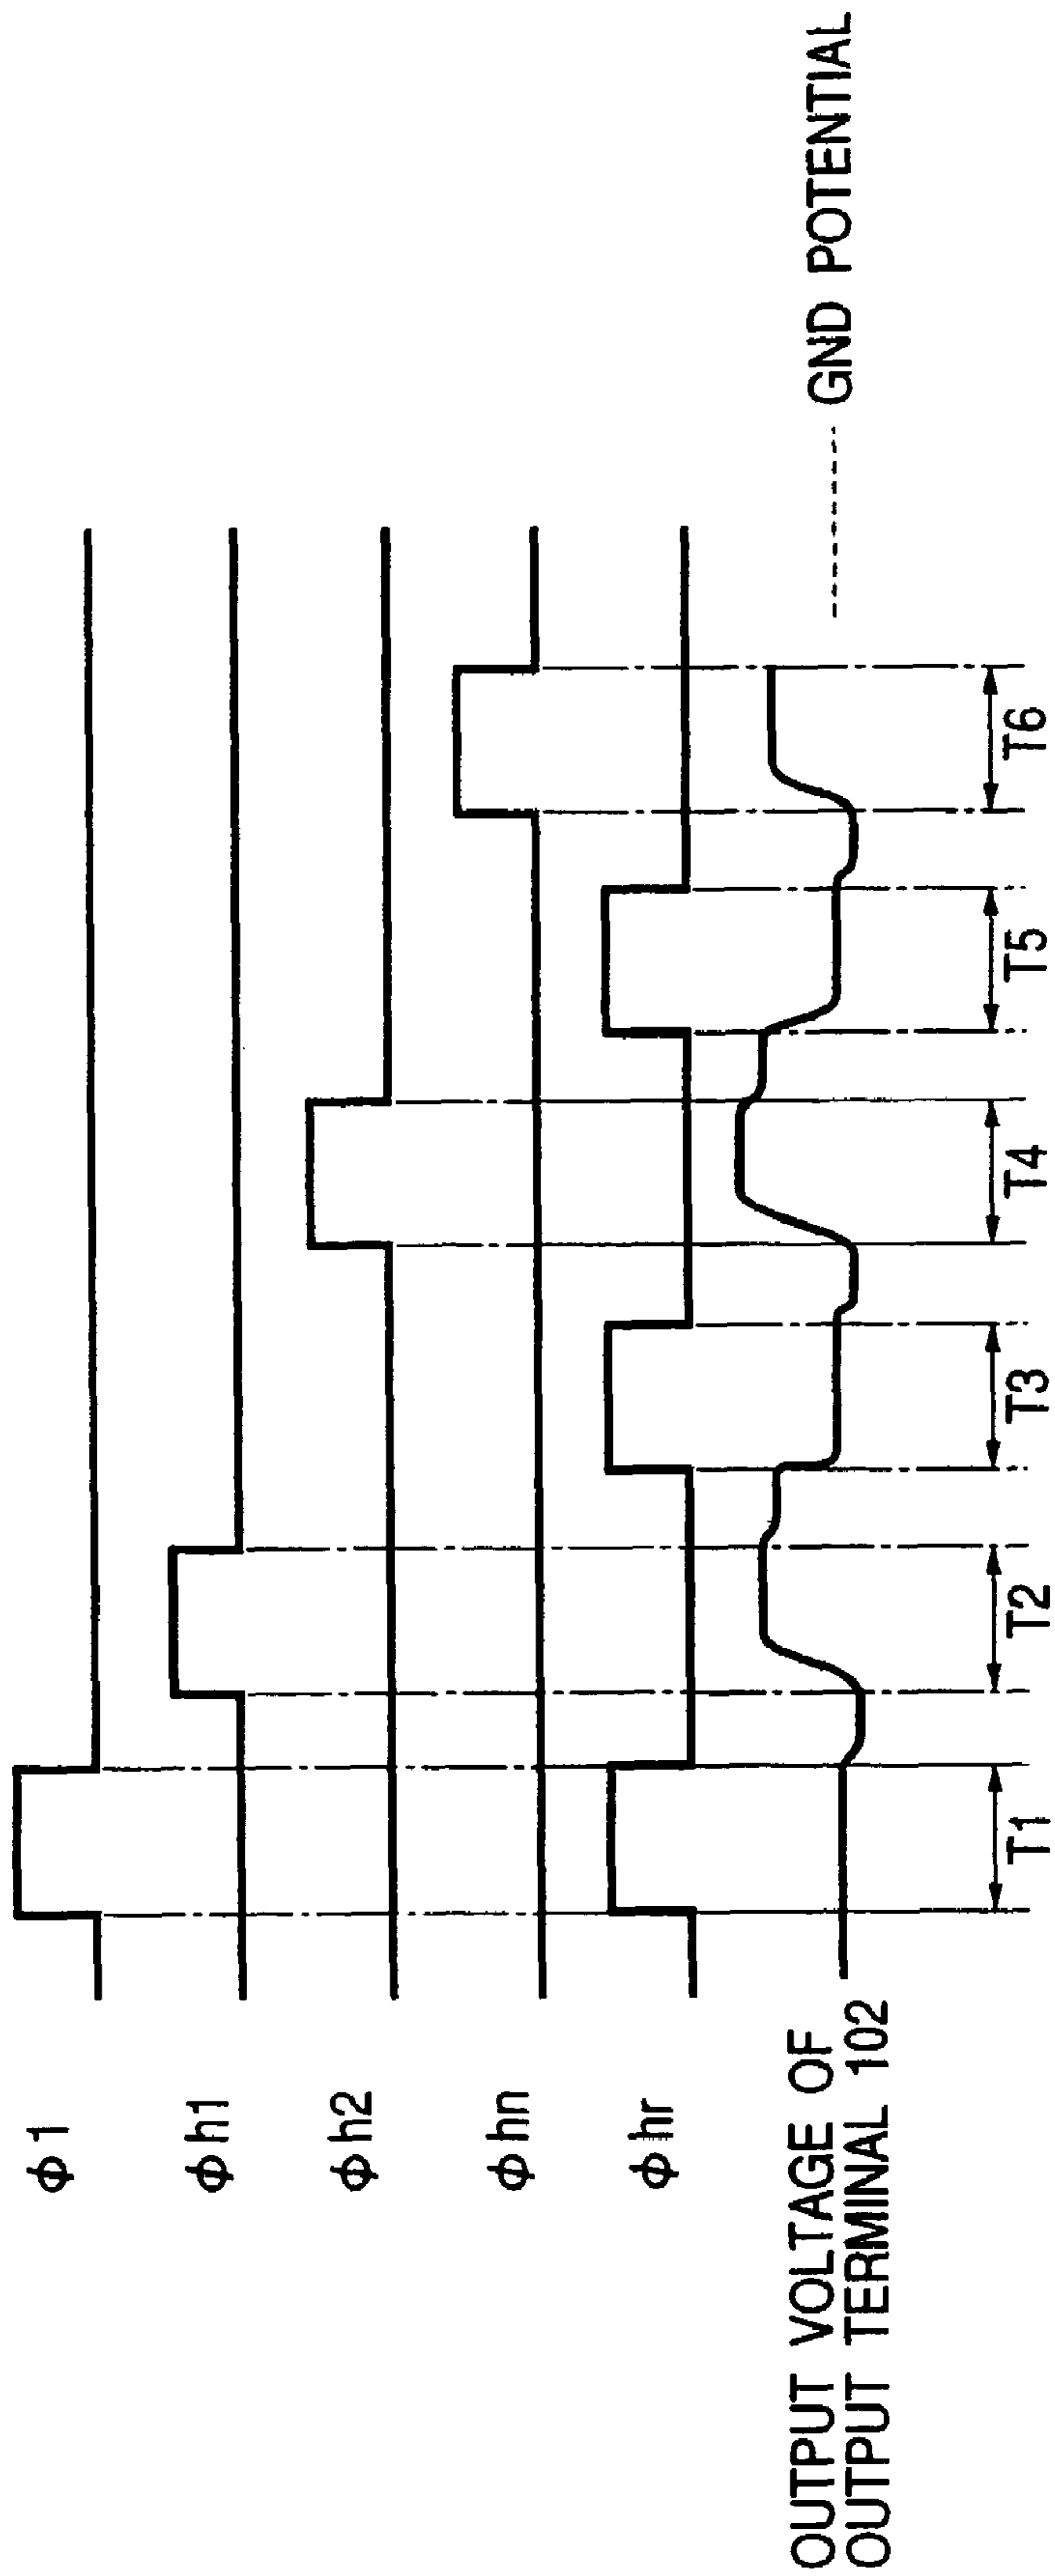 ϕ1
ϕh1
ϕh2
ϕhn
ϕhr
OUTPUT VOLTAGE OF
OUTPUT TERMINAL 102
GND POTENTIAL
T1
T2
T3
T4
T5
T6